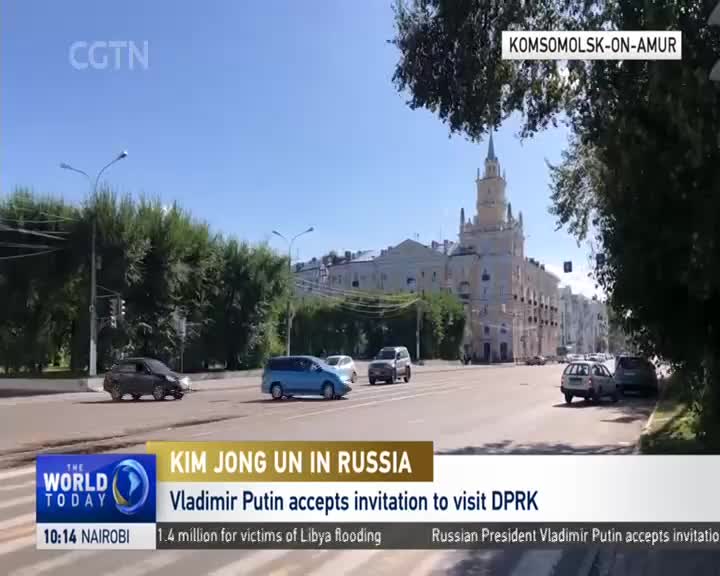 CGTN
KOMSOMOLSK-ON-AMUR
KIM JONG UN IN RUSSIA
THE
WORLD
TODAY
Vladimir Putin accepts invitation to visit DPRK
10:14 NAIROBI
1.4 million for victims of Libya flooding Russian President Vladimir Putin accepts invitatio